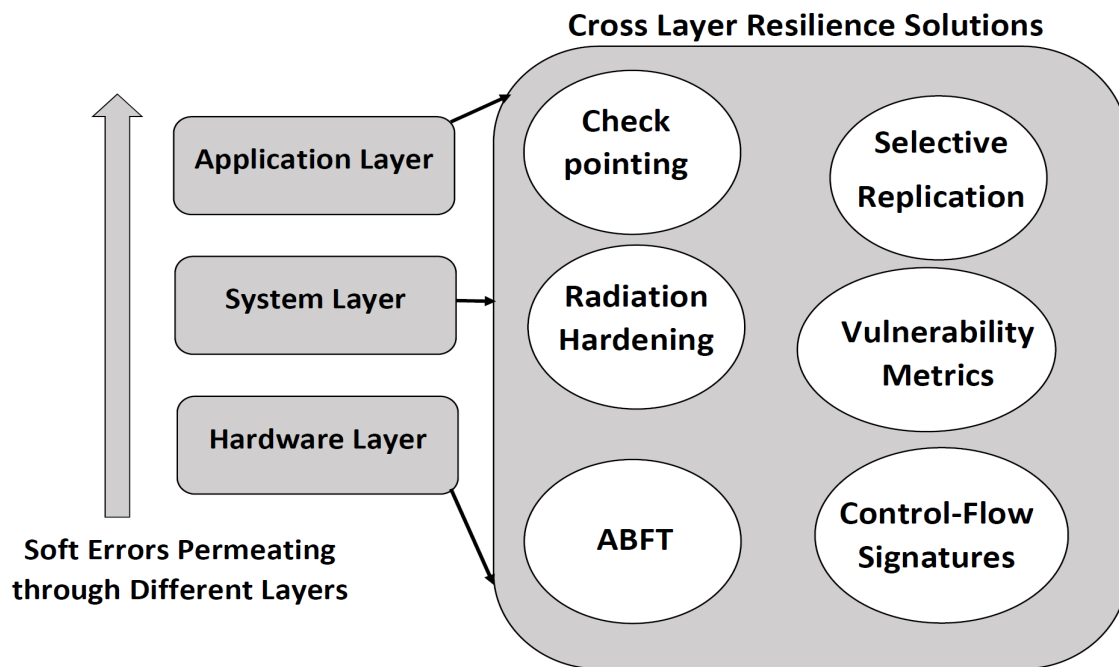 Cross Layer Resilience Solutions
Application Layer
System Layer
Hardware Layer
Soft Errors Permeating
through Different Layers
Check
pointing
Selective
Replication
Radiation
Hardening
Vulnerability
Metrics
ABFT
Control-Flow
Signatures